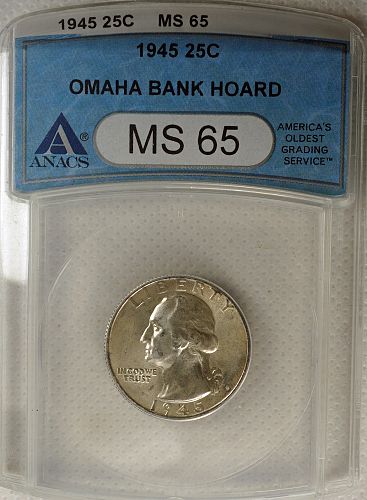 1945 25C MS 65
1945 25C
OMAHA BANK HOARD
ANACS®
MS 65
AMERICA'S
OLDEST
GRADING
SERVICE™
LIBERTY
IN GOD WE
TRUST
1945